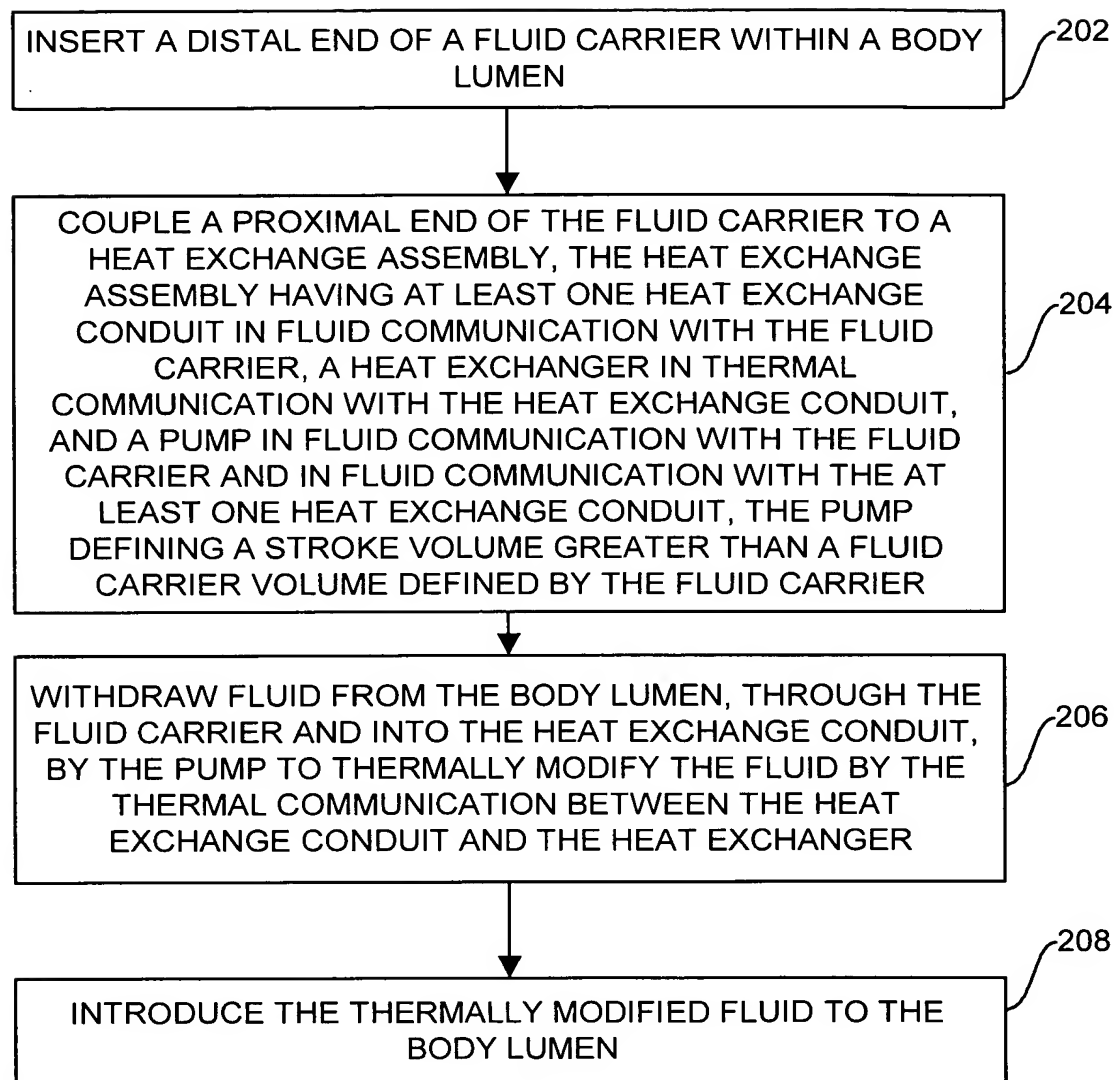 INSERT A DISTAL END OF A FLUID CARRIER WITHIN A BODY
LUMEN
202
COUPLE A PROXIMAL END OF THE FLUID CARRIER TO A
HEAT EXCHANGE ASSEMBLY, THE HEAT EXCHANGE
ASSEMBLY HAVING AT LEAST ONE HEAT EXCHANGE
CONDUIT IN FLUID COMMUNICATION WITH THE FLUID
CARRIER, A HEAT EXCHANGER IN THERMAL
COMMUNICATION WITH THE HEAT EXCHANGE CONDUIT,
AND A PUMP IN FLUID COMMUNICATION WITH THE FLUID
CARRIER AND IN FLUID COMMUNICATION WITH THE AT
LEAST ONE HEAT EXCHANGE CONDUIT, THE PUMP
DEFINING A STROKE VOLUME GREATER THAN A FLUID
CARRIER VOLUME DEFINED BY THE FLUID CARRIER
204
WITHDRAW FLUID FROM THE BODY LUMEN, THROUGH THE
FLUID CARRIER AND INTO THE HEAT EXCHANGE CONDUIT,
BY THE PUMP TO THERMALLY MODIFY THE FLUID BY THE
THERMAL COMMUNICATION BETWEEN THE HEAT
EXCHANGE CONDUIT AND THE HEAT EXCHANGER
206
INTRODUCE THE THERMALLY MODIFIED FLUID TO THE
BODY LUMEN
208